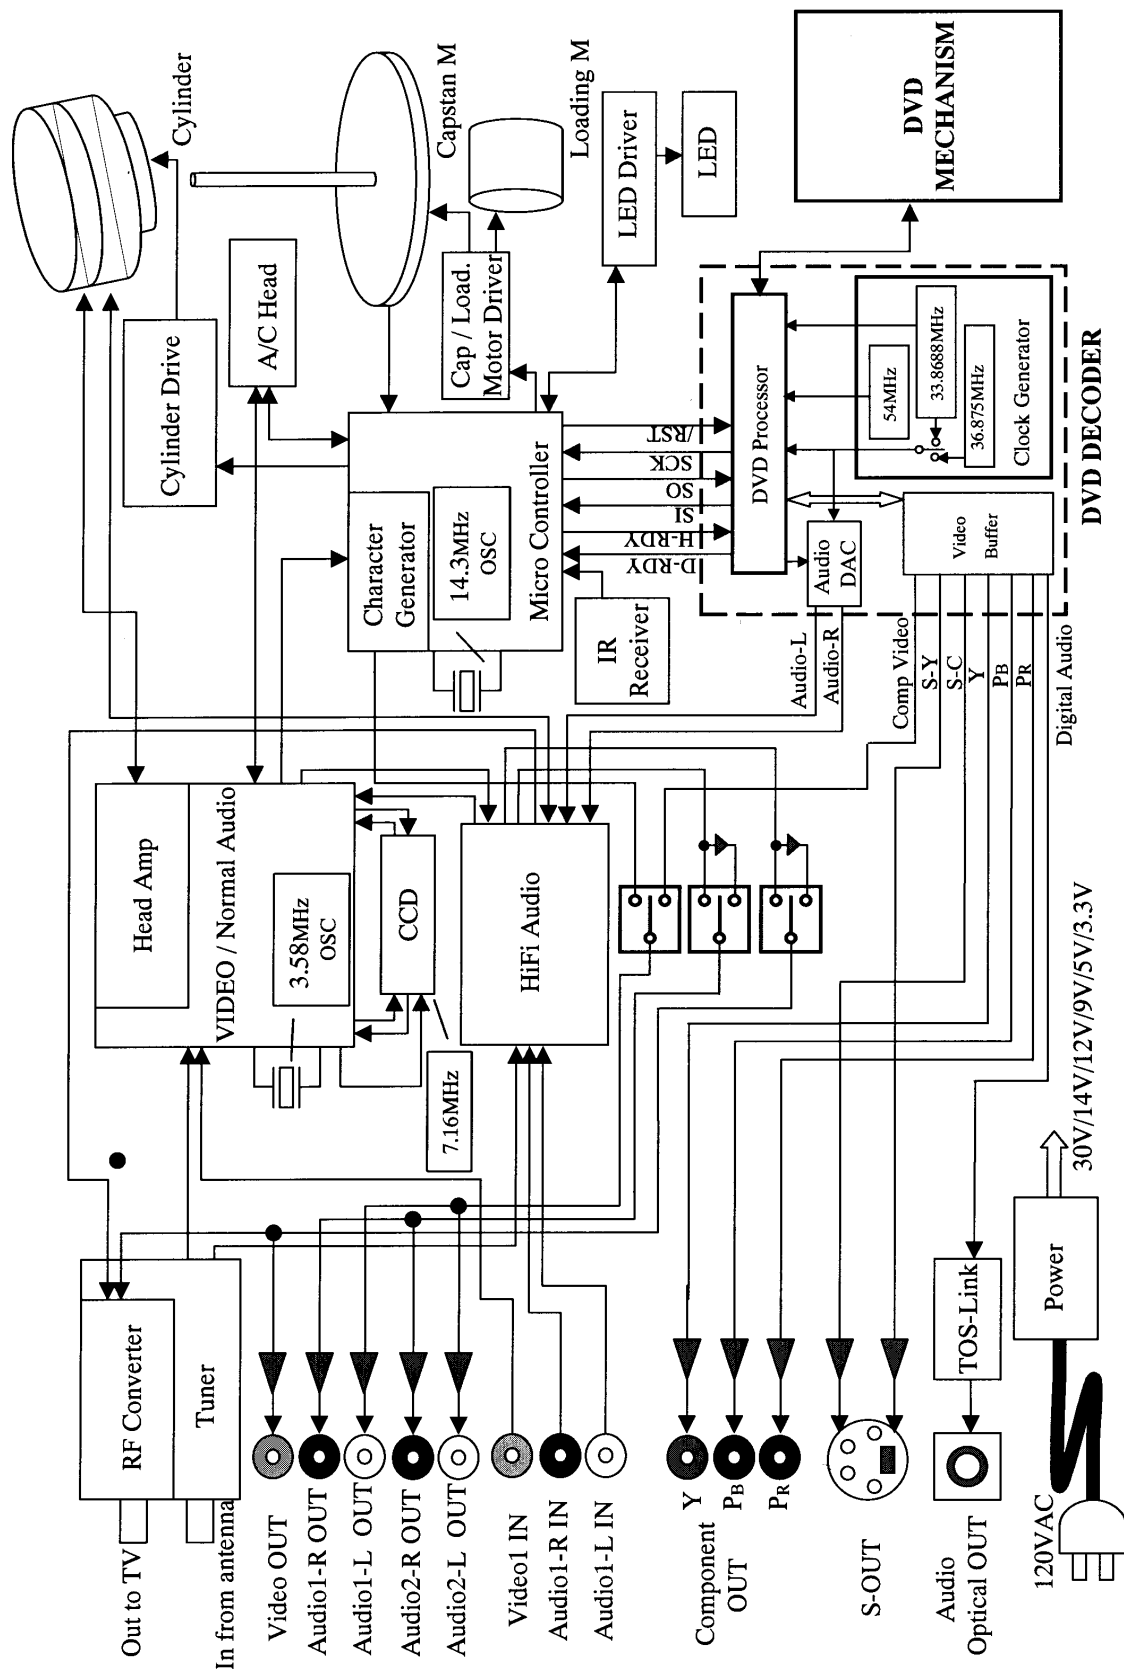 Out to TV
In from antenna
RF Converter
Tuner
Video OUT
Audio1-R OUT
Audio1-L OUT
Audio2-R OUT
Audio2-L OUT
Video1 IN
Audio1-R IN
Audio1-L IN
Component
OUT
Y
PB
PR
S-OUT
Audio
Optical OUT
TOS-Link
120VAC
Power
30V/14V/12V/9V/5V/3.3V
Head Amp
VIDEO / Normal Audio
3.58MHz
OSC
CCD
7.16MHz
HiFi Audio
Cylinder
Cylinder Drive
A/C Head
Capstan M
Cap / Load.
Motor Driver
Loading M
Character
Generator
14.3MHz
OSC
Micro Controller
IR
Receiver
LED Driver
LED
/RST
SCK
SO
SI
H-RDY
D-RDY
DVD
MECHANISM
DVD Processor
54MHz
33.8688MHz
36.875MHz
Clock Generator
Audio
DAC
Video
Buffer
DVD DECODER
Audio-L
Audio-R
Comp Video
S-Y
S-C
Y
PB
PR
Digital Audio